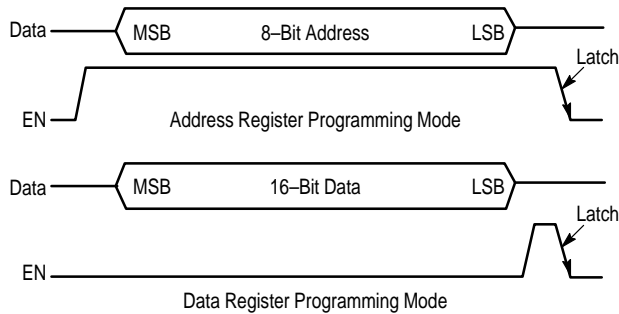 Data MSB 8–Bit Address LSB
Latch
EN Address Register Programming Mode
Data MSB 16–Bit Data LSB
Latch
EN
Data Register Programming Mode